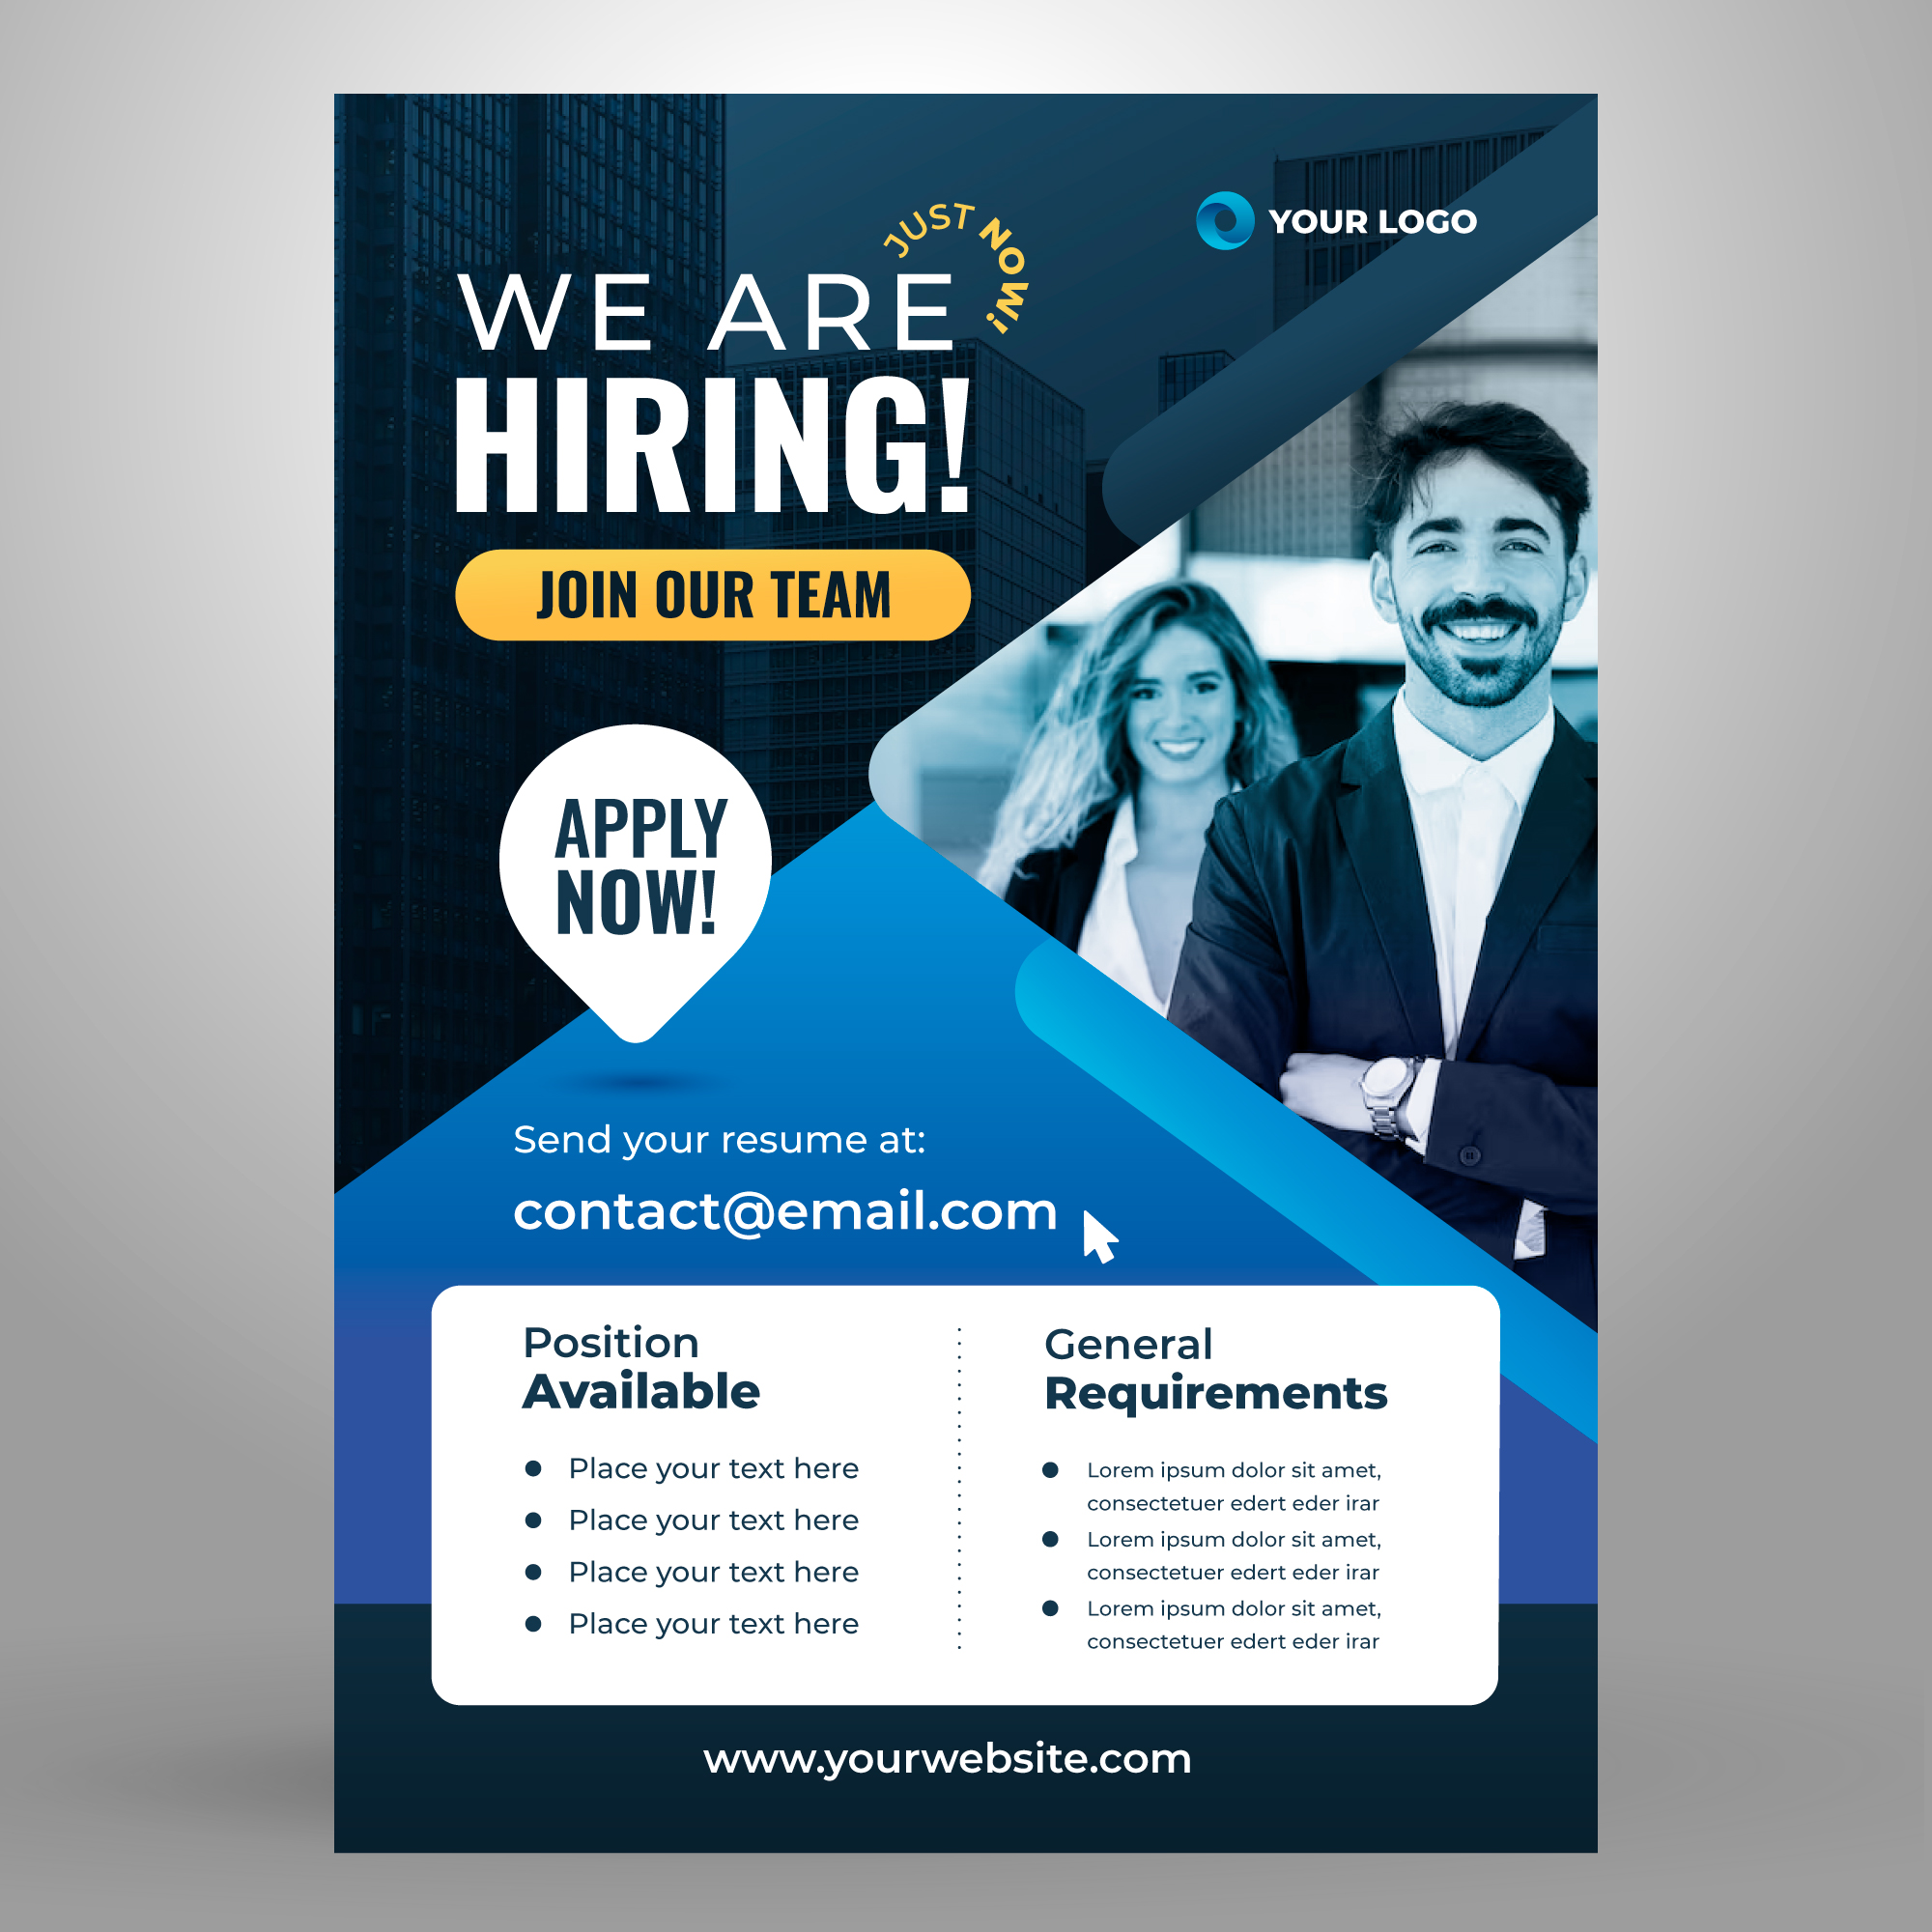 JUST NOW!
YOUR LOGO
WE ARE
HIRING!
JOIN OUR TEAM
APPLY
NOW!
Send your resume at:
contact@email.com
Position
Available
Place your text here
Place your text here
Place your text here
Place your text here
General
Requirements
Lorem ipsum dolor sit amet,
consectetuer edert eder irar
Lorem ipsum dolor sit amet,
consectetuer edert eder irar
Lorem ipsum dolor sit amet,
consectetuer edert eder irar
www.yourwebsite.com